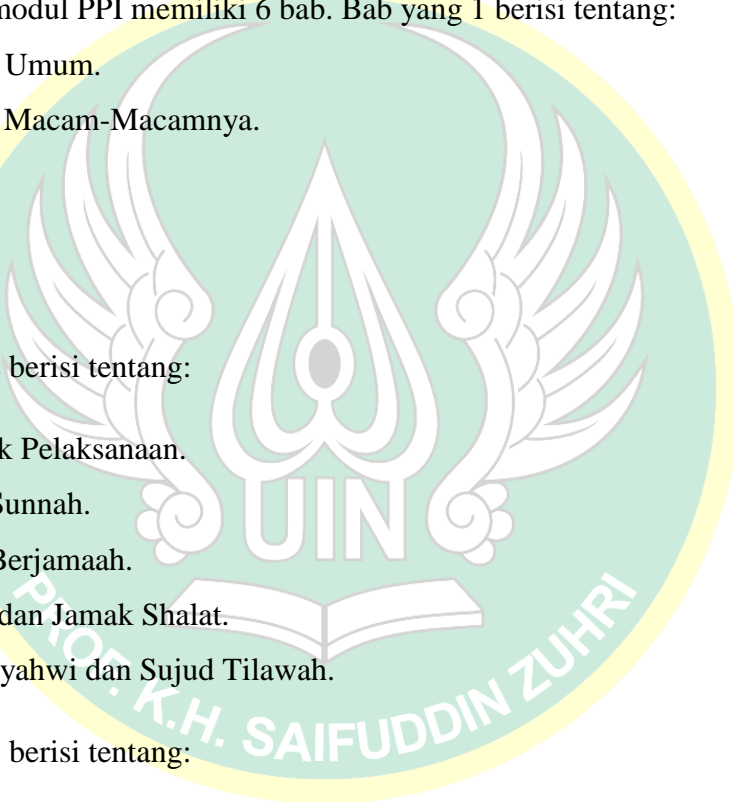 modul PPI memiliki 6 bab. Bab yang 1 berisi tentang:
Umum.
Macam-Macamnya.
berisi tentang:
k Pelaksanaan.
Sunnah.
Berjamaah.
dan Jamak Shalat.
yahwi dan Sujud Tilawah.
berisi tentang:
UIN
PROF. K.H. SAIFUDDIN ZUHRI